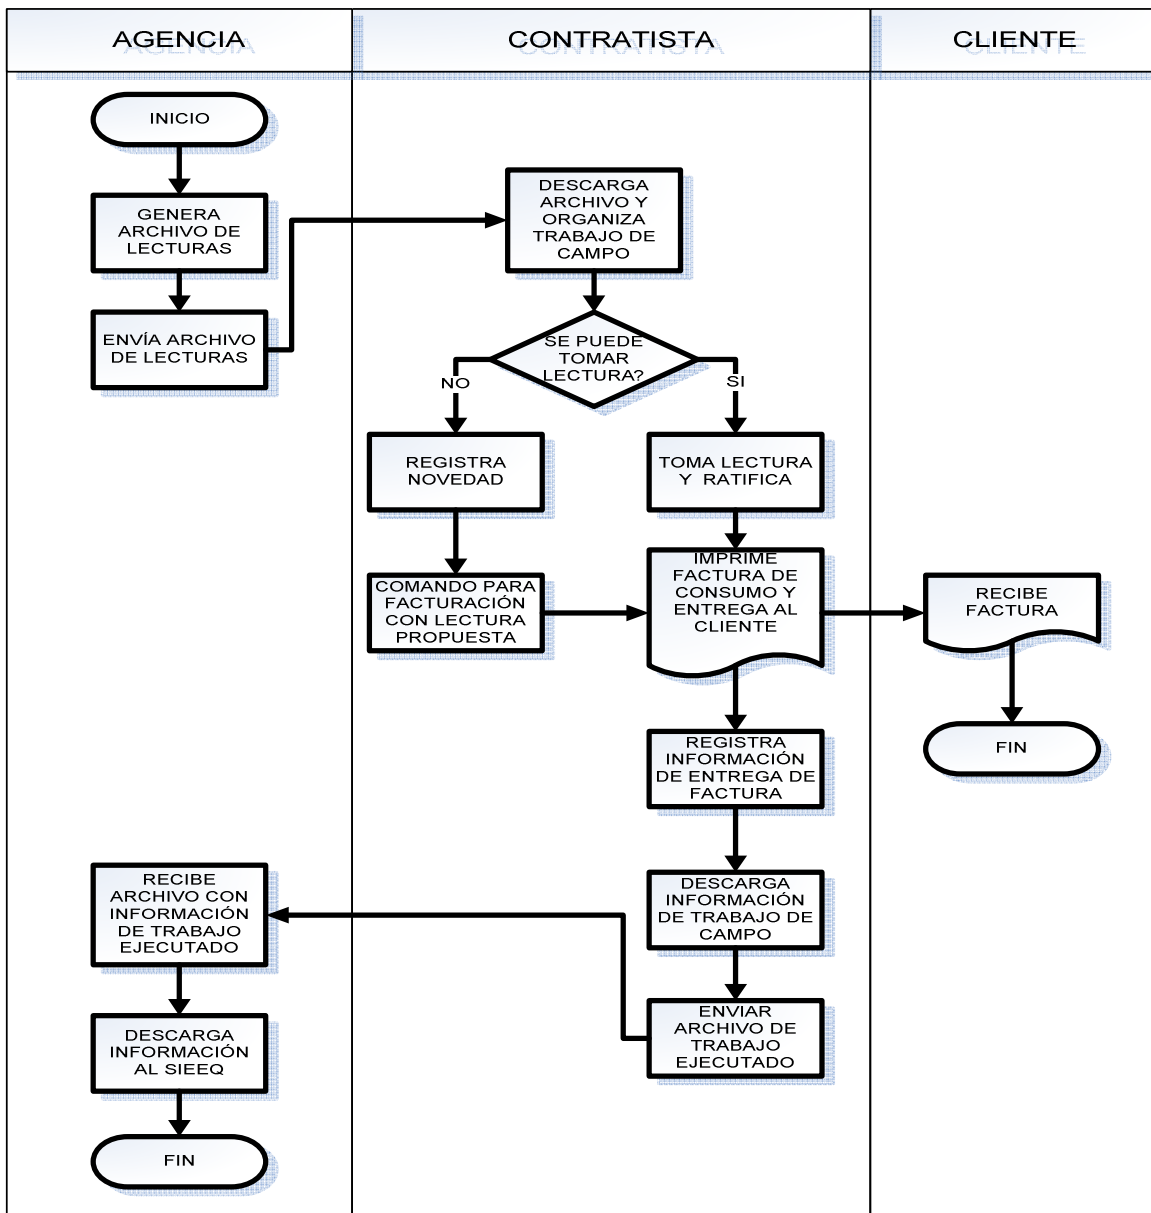 AGENCIA
CONTRATISTA
CLIENTE
INICIO
GENERA
ARCHIVO DE
LECTURAS
ENVÍA ARCHIVO
DE LECTURAS
DESCARGA
ARCHIVO Y
ORGANIZA
TRABAJO DE
CAMPO
SE PUEDE
TOMAR
LECTURA?
NO
SI
REGISTRA
NOVEDAD
TOMA LECTURA
Y RATIFICA
COMANDO PARA
FACTURACIÓN
CON LECTURA
PROPUESTA
IMPRIME
FACTURA DE
CONSUMO Y
ENTREGA AL
CLIENTE
RECIBE
FACTURA
FIN
REGISTRA
INFORMACIÓN
DE ENTREGA DE
FACTURA
DESCARGA
INFORMACIÓN
DE TRABAJO DE
CAMPO
ENVIAR
ARCHIVO DE
TRABAJO
EJECUTADO
RECIBE
ARCHIVO CON
INFORMACIÓN
DE TRABAJO
EJECUTADO
DESCARGA
INFORMACIÓN
AL SIEEQ
FIN